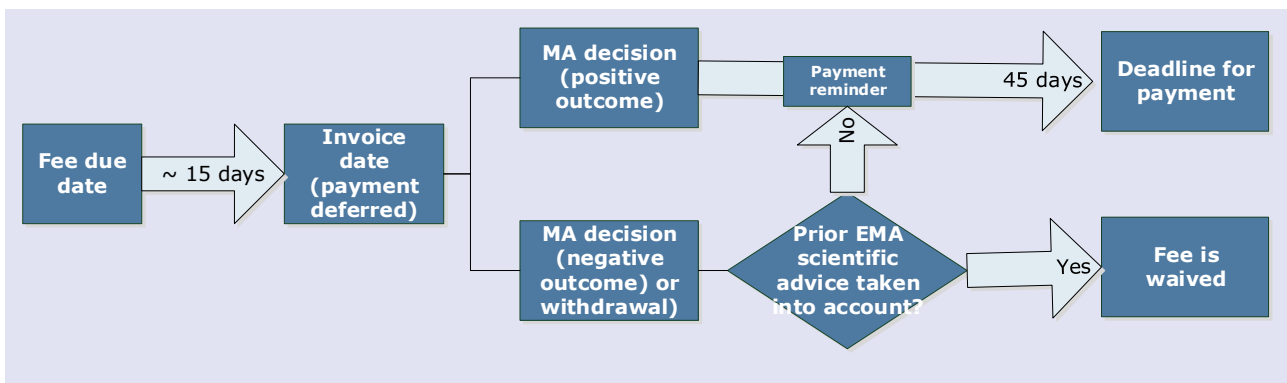 Fee due
date
~ 15 days
Invoice
date
(payment
deferred)
MA decision
(positive
outcome)
Payment
reminder
45 days
Deadline for
payment
MA decision
(negative
outcome) or
withdrawal)
Prior EMA
scientific
advice taken
into account?
No
Yes
Fee is
waived